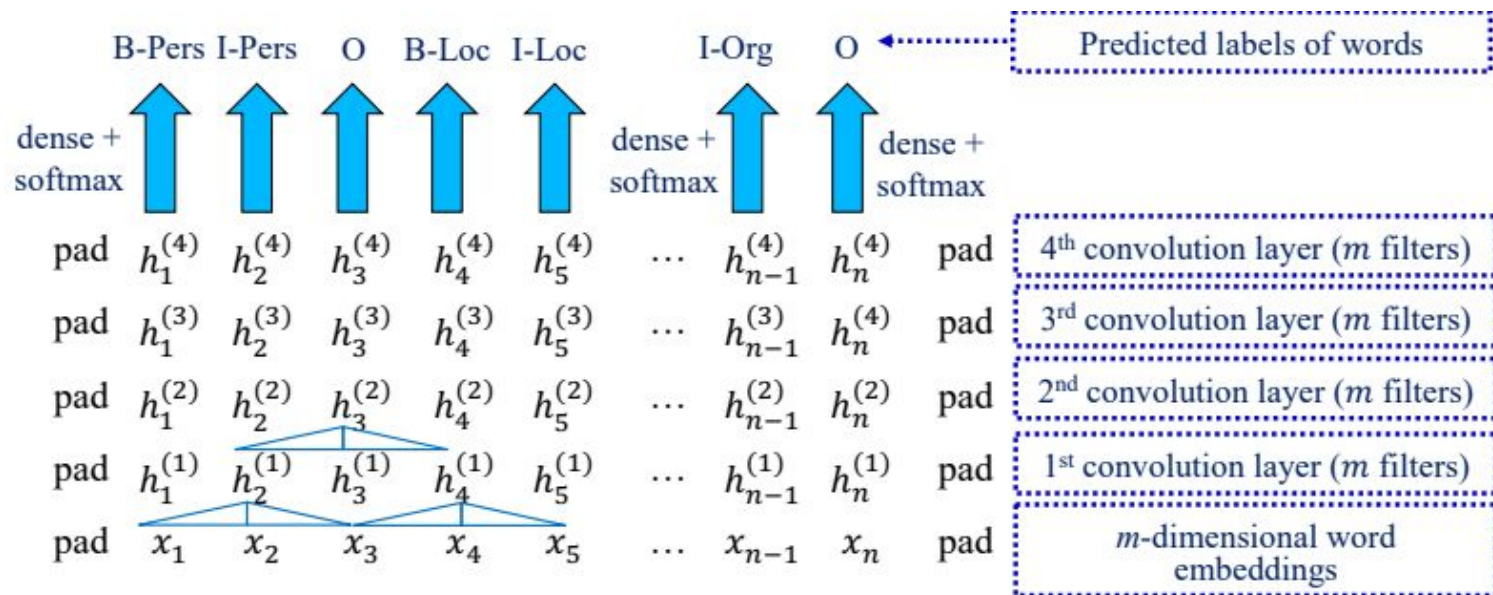 B-Pers I-Pers O B-Loc I-Loc I-Org O Predicted labels of words
dense + softmax dense + softmax dense + softmax
pad h_1^{(4)} h_2^{(4)} h_3^{(4)} h_4^{(4)} h_5^{(4)} ... h_{n-1}^{(4)} h_n^{(4)} pad 4th convolution layer (m filters)
pad h_1^{(3)} h_2^{(3)} h_3^{(3)} h_4^{(3)} h_5^{(3)} ... h_{n-1}^{(3)} h_n^{(4)} pad 3rd convolution layer (m filters)
pad h_1^{(2)} h_2^{(2)} h_3^{(2)} h_4^{(2)} h_5^{(2)} ... h_{n-1}^{(2)} h_n^{(2)} pad 2nd convolution layer (m filters)
pad h_1^{(1)} h_2^{(1)} h_3^{(1)} h_4^{(1)} h_5^{(1)} ... h_{n-1}^{(1)} h_n^{(1)} pad 1st convolution layer (m filters)
pad x_1 x_2 x_3 x_4 x_5 ... x_{n-1} x_n pad m-dimensional word
embeddings